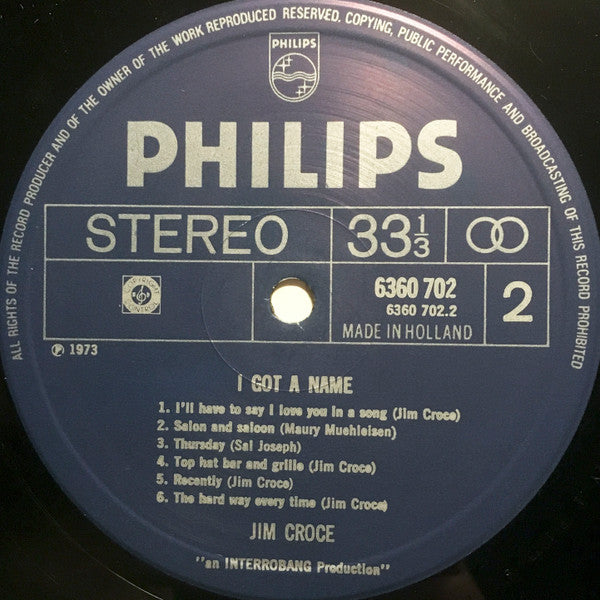 ALL RIGHTS OF THE RECORD PRODUCER AND OF THE OWNER OF THE WORK REPRODUCED RESERVED. COPYING, PUBLIC PERFORMANCE AND BROADCASTING OF THIS RECORD PROHIBITED
PHILIPS
PHILIPS
STEREO 33 1/3
6360 702
6360 702.2
2
COPYRIGHT CONTROL
MADE IN HOLLAND
℗ 1973
I GOT A NAME
1. I'll have to say I love you in a song (Jim Croce)
2. Salon and saloon (Maury Muehleisen)
3. Thursday (Sal Joseph)
4. Top hat bar and grille (Jim Croce)
5. Recently (Jim Croce)
6. The hard way every time (Jim Croce)
JIM CROCE
"an INTERROBANG Production"